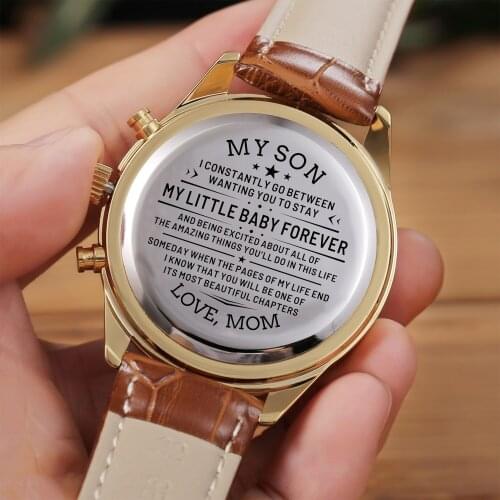 MY SON
I CONSTANTLY GO BETWEEN
WANTING YOU TO STAY
MY LITTLE BABY FOREVER
AND BEING EXCITED ABOUT ALL OF
THE AMAZING THINGS YOU'LL DO IN THIS LIFE
SOMEDAY WHEN THE PAGES OF MY LIFE END
I KNOW THAT YOU WILL BE ONE OF
ITS MOST BEAUTIFUL CHAPTERS
LOVE, MOM